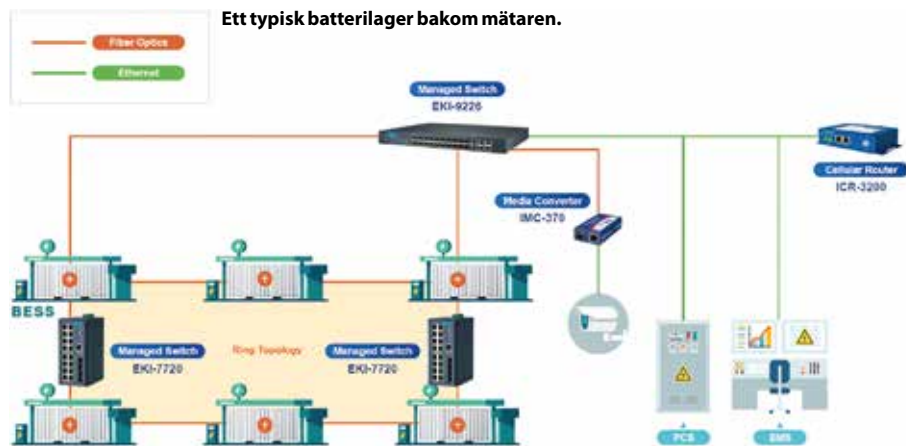 Ett typisk batterilager bakom mätaren.
Fiber Optics
Ethernet
Managed Switch
EKI-9226
Cellular Router
ICR-3200
Media Converter
IMC-370
BESS
Managed Switch
EKI-7720
Ring Topology
Managed Switch
EKI-7720
PCS
EMS